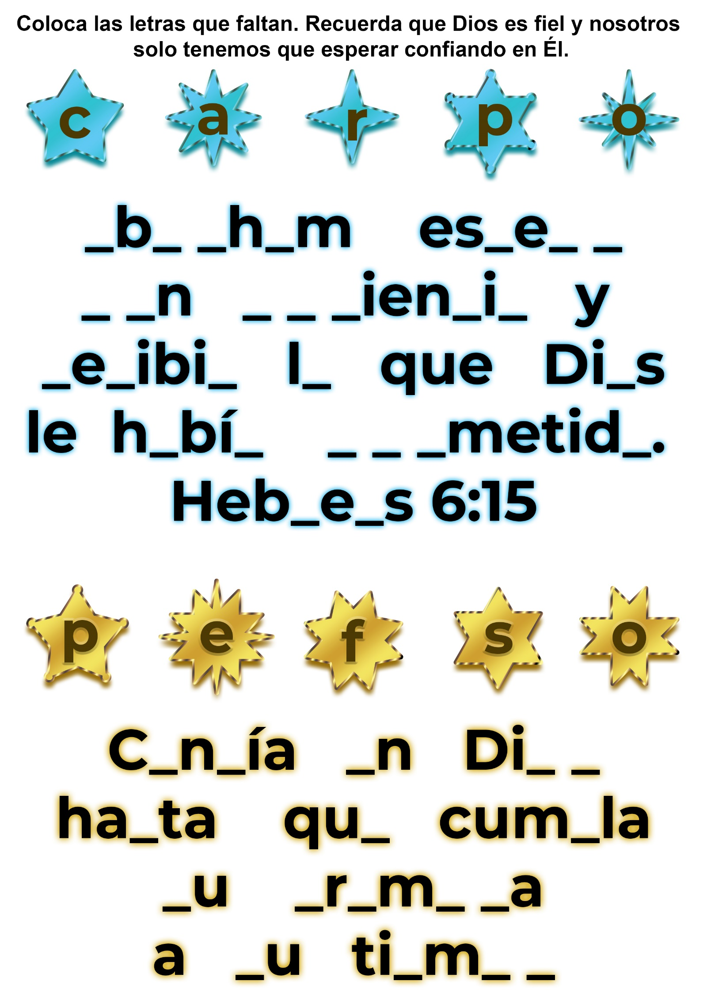 Coloca las letras que faltan. Recuerda que Dios es fiel y nosotros
solo tenemos que esperar confiando en Él.
c a r p o
_b_ _h_m es_e_ _
_ _n _ _ _ien_i_ y
_e_ibi_ l_ que Di_s
le h_bí_ _ _ _metid_.
Heb_e_s 6:15
p e f s o
C_n_ía _n Di_ _
ha_ta qu_ cum_la
_u _r_m_ _a
a _u ti_m_ _